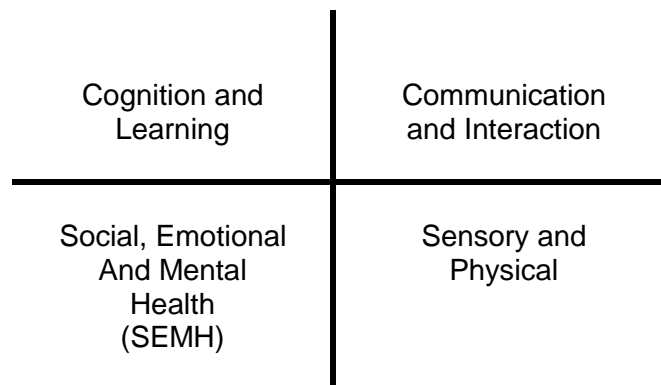 Cognition and
Learning
Communication
and Interaction
Social, Emotional
And Mental
Health
(SEMH)
Sensory and
Physical